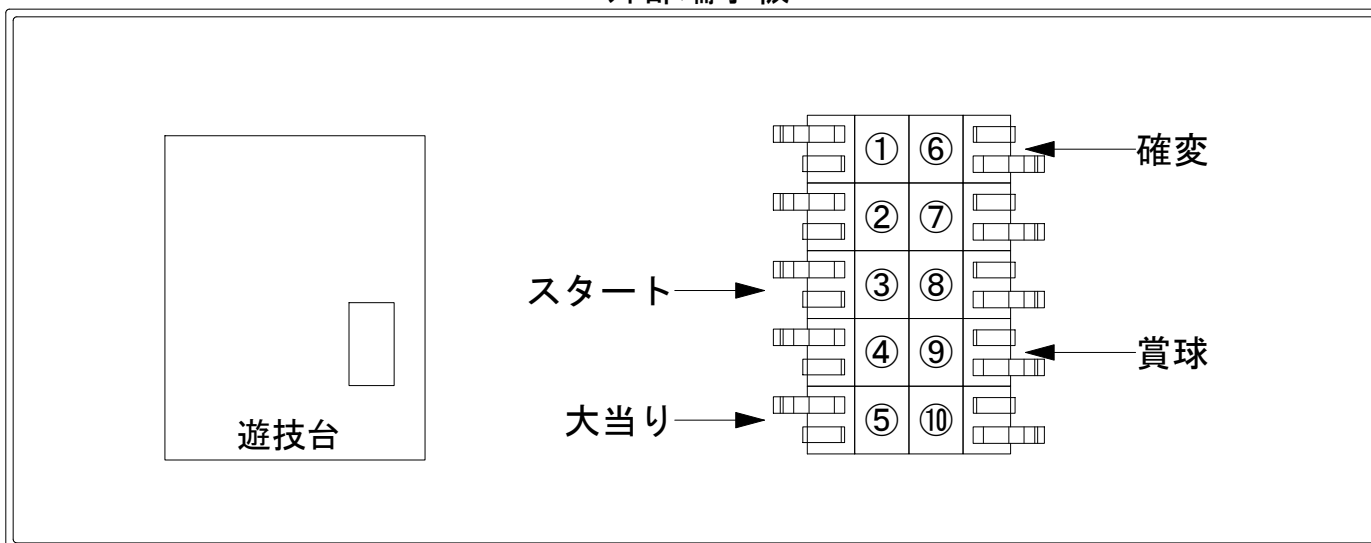 ① ⑥ 確変
② ⑦
スタート ③ ⑧
④ ⑨ 賞球
大当り ⑤ ⑩
遊技台